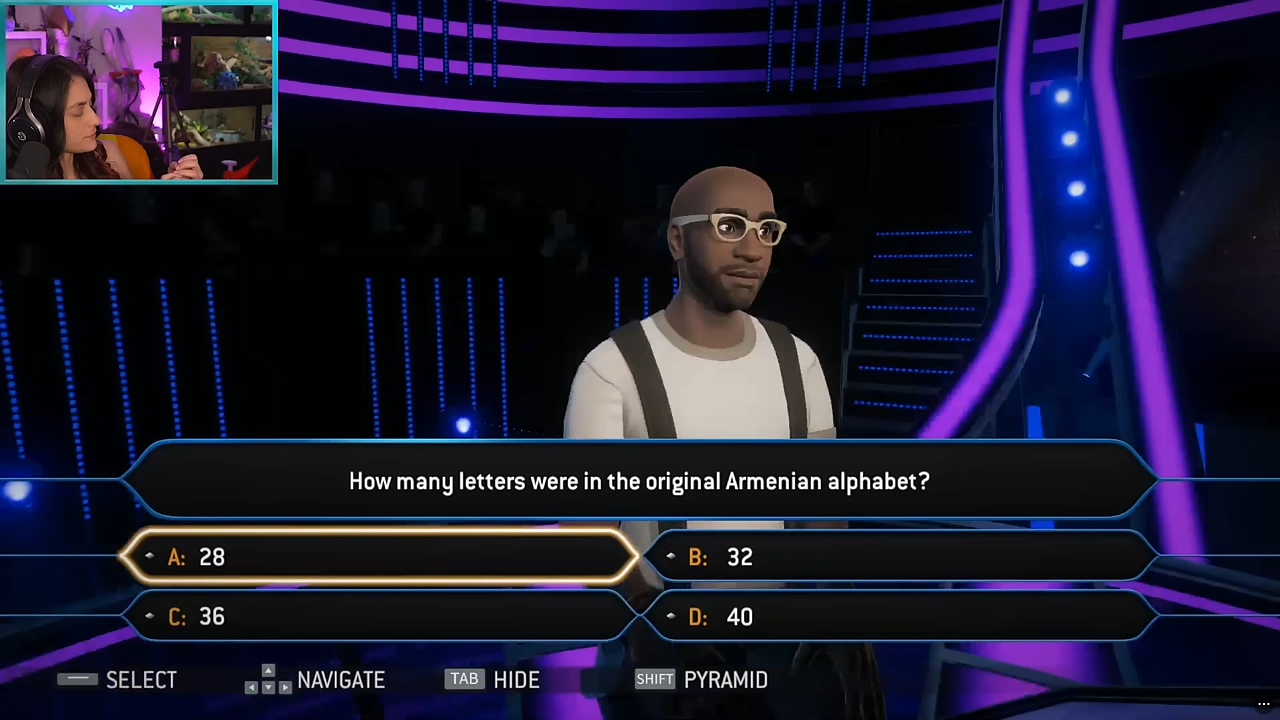 How many letters were in the original Armenian alphabet?
A: 28
B: 32
C: 36
D: 40
SELECT
NAVIGATE
TAB HIDE
SHIFT PYRAMID